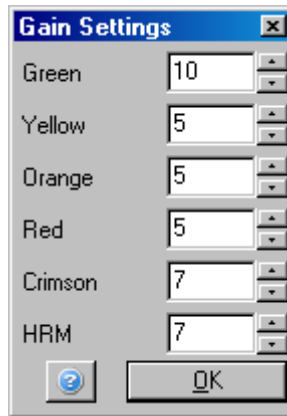 Gain Settings
Green 10
Yellow 5
Orange 5
Red 5
Crimson 7
HRM 7
? OK